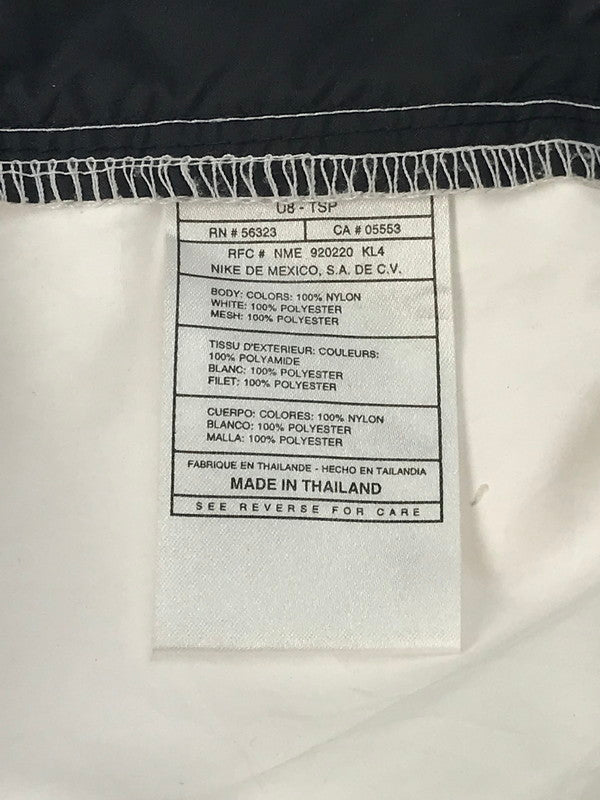 08 - TSP
RN # 56323 CA # 05553
RFC # NME 920220 KL4
NIKE DE MEXICO, S.A. DE C.V.
BODY: COLORS: 100% NYLON
WHITE: 100% POLYESTER
MESH: 100% POLYESTER
TISSU D'EXTERIEUR: COULEURS:
100% POLYAMIDE
BLANC: 100% POLYESTER
FILET: 100% POLYESTER
CUERPO: COLORES: 100% NYLON
BLANCO: 100% POLYESTER
MALLA: 100% POLYESTER
FABRIQUE EN THAILANDE - HECHO EN TAILANDIA
MADE IN THAILAND
SEE REVERSE FOR CARE